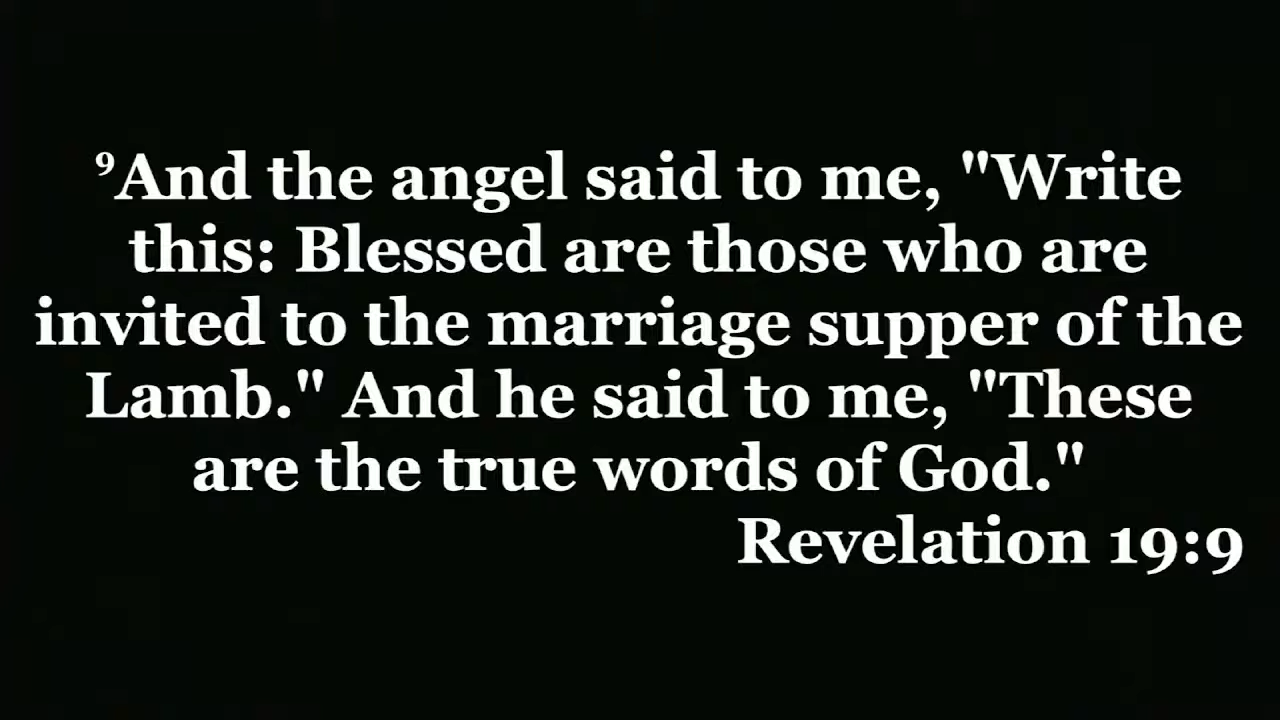 ⁹And the angel said to me, "Write
this: Blessed are those who are
invited to the marriage supper of the
Lamb." And he said to me, "These
are the true words of God."
Revelation 19:9